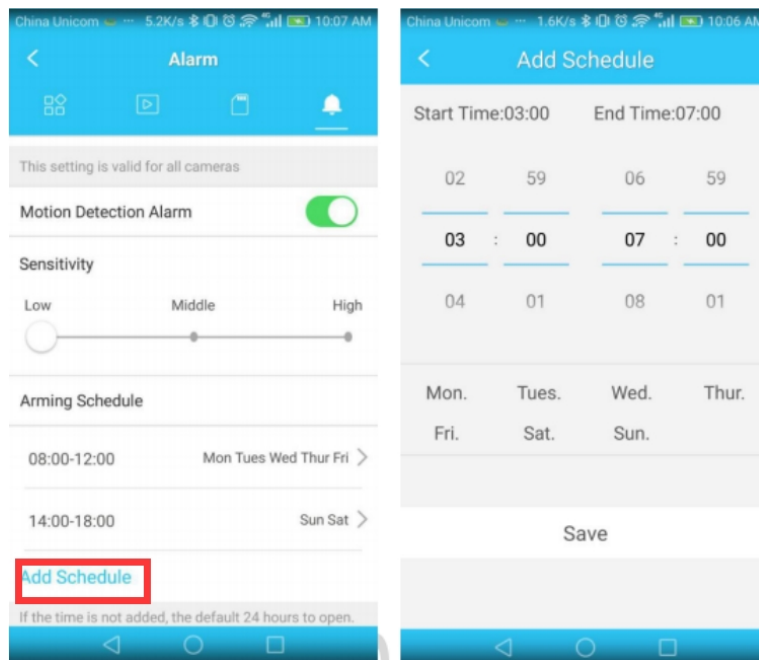 China Unicom 5.2K/s 10:07 AM
Alarm
This setting is valid for all cameras
Motion Detection Alarm
Sensitivity
Low Middle High
Arming Schedule
08:00-12:00 Mon Tues Wed Thur Fri
14:00-18:00 Sun Sat
Add Schedule
If the time is not added, the default 24 hours to open.
China Unicom 1.6K/s 10:06 AM
Add Schedule
Start Time:03:00 End Time:07:00
02 59 06 59
03 : 00 07 : 00
04 01 08 01
Mon. Tues. Wed. Thur.
Fri. Sat. Sun.
Save